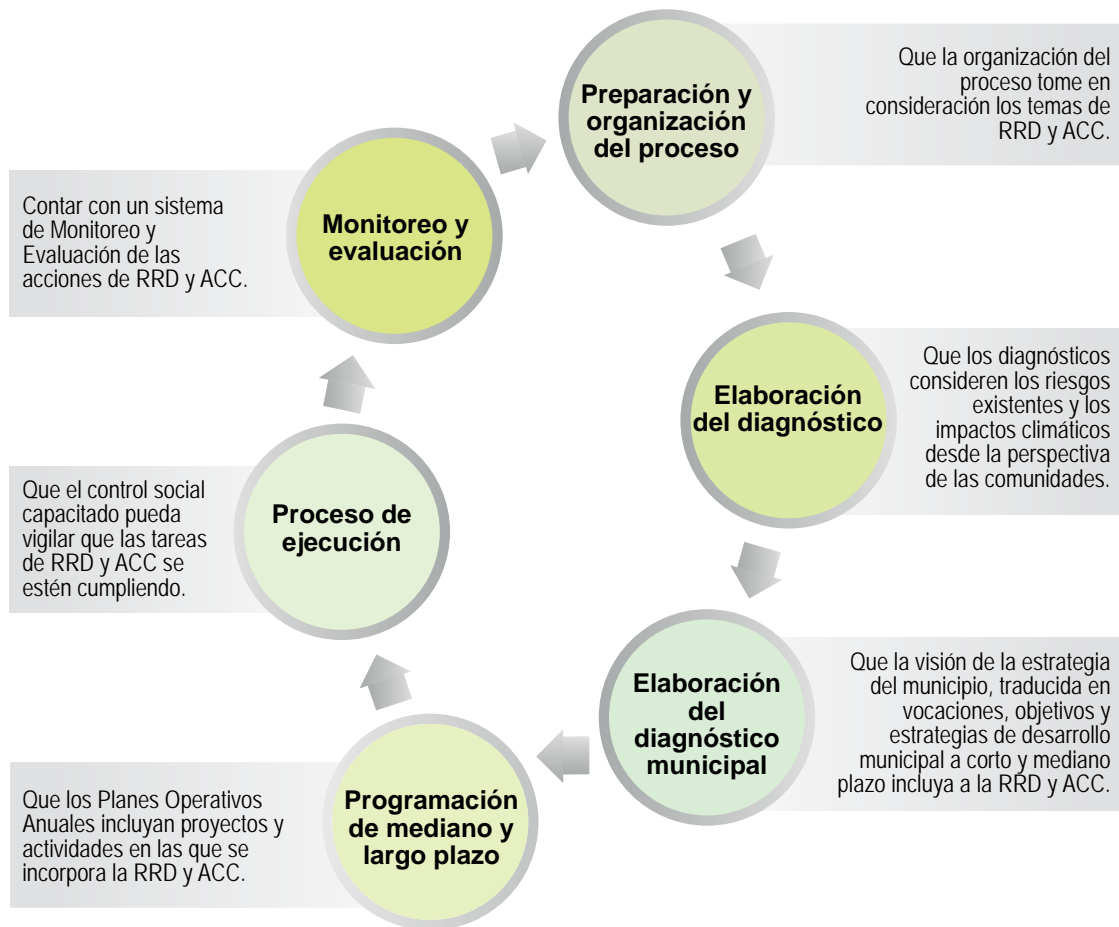 Preparación y
organización
del proceso
Que la organización del
proceso tome en
consideración los temas de
RRD y ACC.
Elaboración
del diagnóstico
Que los diagnósticos
consideren los riesgos
existentes y los
impactos climáticos
desde la perspectiva
de las comunidades.
Elaboración
del
diagnóstico
municipal
Que la visión de la estrategia
del municipio, traducida en
vocaciones, objetivos y
estrategias de desarrollo
municipal a corto y mediano
plazo incluya a la RRD y ACC.
Programación
de mediano y
largo plazo
Que los Planes Operativos
Anuales incluyan proyectos y
actividades en las que se
incorpora la RRD y ACC.
Proceso de
ejecución
Que el control social
capacitado pueda
vigilar que las tareas
de RRD y ACC se
estén cumpliendo.
Monitoreo y
evaluación
Contar con un sistema
de Monitoreo y
Evaluación de las
acciones de RRD y ACC.